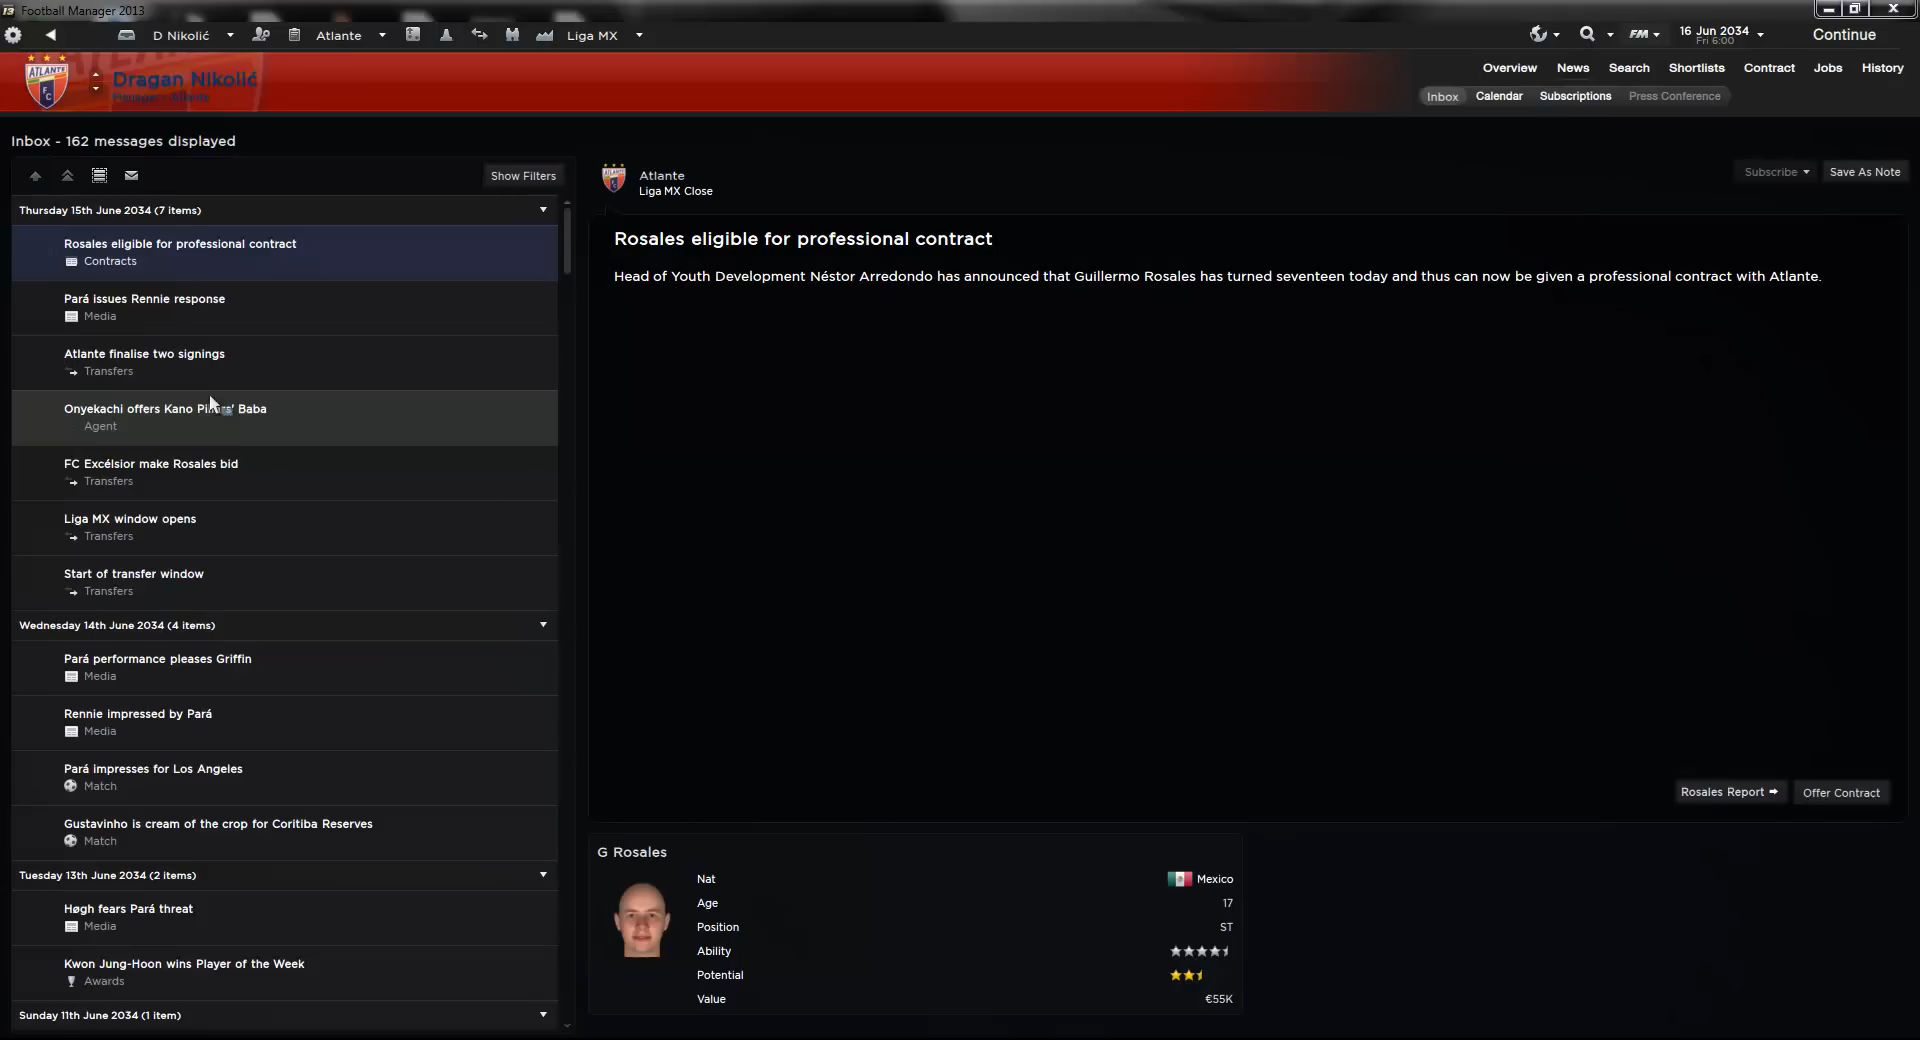 Football Manager 2013
D Nikolić
Atlante
Liga MX
FM
16 Jun 2034
Fri 6:00
Continue
ATLANTE
F C
Dragan Nikolić
Manager - Atlante
Overview News Search Shortlists Contract Jobs History
Inbox Calendar Subscriptions Press Conference
Inbox - 162 messages displayed
Show Filters
Thursday 15th June 2034 (7 items)
Rosales eligible for professional contract
Contracts
Pará issues Rennie response
Media
Atlante finalise two signings
Transfers
Onyekachi offers Kano Baba
Agent
FC Excélsior make Rosales bid
Transfers
Liga MX window opens
Transfers
Start of transfer window
Transfers
Wednesday 14th June 2034 (4 items)
Pará performance pleases Griffin
Media
Rennie impressed by Pará
Media
Pará impresses for Los Angeles
Match
Gustavinho is cream of the crop for Coritiba Reserves
Match
Tuesday 13th June 2034 (2 items)
Høgh fears Pará threat
Media
Kwon Jung-Hoon wins Player of the Week
Awards
Sunday 11th June 2034 (1 item)
Atlante
Liga MX Close
Subscribe
Save As Note
Rosales eligible for professional contract
Head of Youth Development Néstor Arredondo has announced that Guillermo Rosales has turned seventeen today and thus can now be given a professional contract with Atlante.
Rosales Report
Offer Contract
G Rosales
Nat Mexico
Age 17
Position ST
Ability
Potential
Value €55K